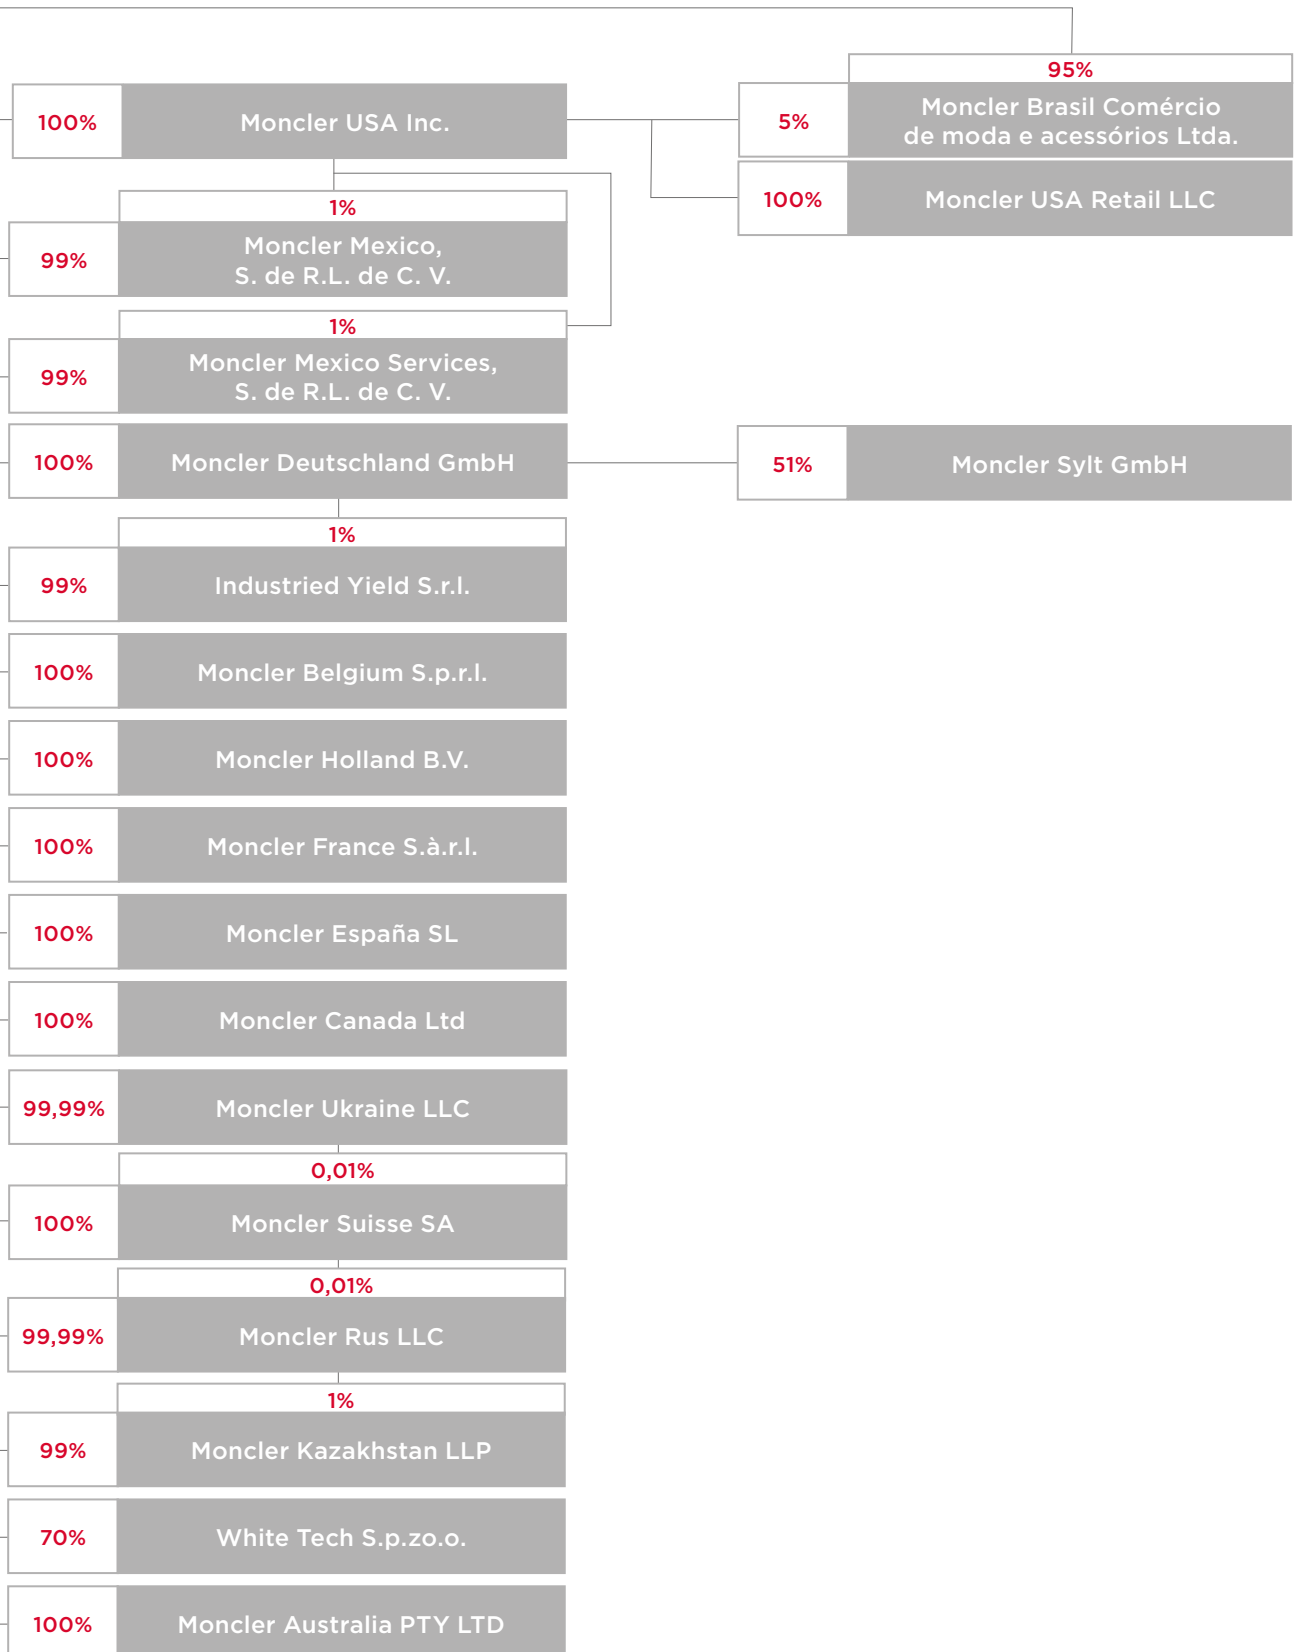 95%
100%
Moncler USA Inc.
5%
Moncler Brasil Comércio
de moda e acessórios Ltda.
100%
Moncler USA Retail LLC
1%
99%
Moncler Mexico,
S. de R.L. de C. V.
1%
99%
Moncler Mexico Services,
S. de R.L. de C. V.
100%
Moncler Deutschland GmbH
51%
Moncler Sylt GmbH
1%
99%
Industried Yield S.r.l.
100%
Moncler Belgium S.p.r.l.
100%
Moncler Holland B.V.
100%
Moncler France S.à.r.l.
100%
Moncler España SL
100%
Moncler Canada Ltd
99,99%
Moncler Ukraine LLC
0,01%
100%
Moncler Suisse SA
0,01%
99,99%
Moncler Rus LLC
1%
99%
Moncler Kazakhstan LLP
70%
White Tech S.p.zo.o.
100%
Moncler Australia PTY LTD